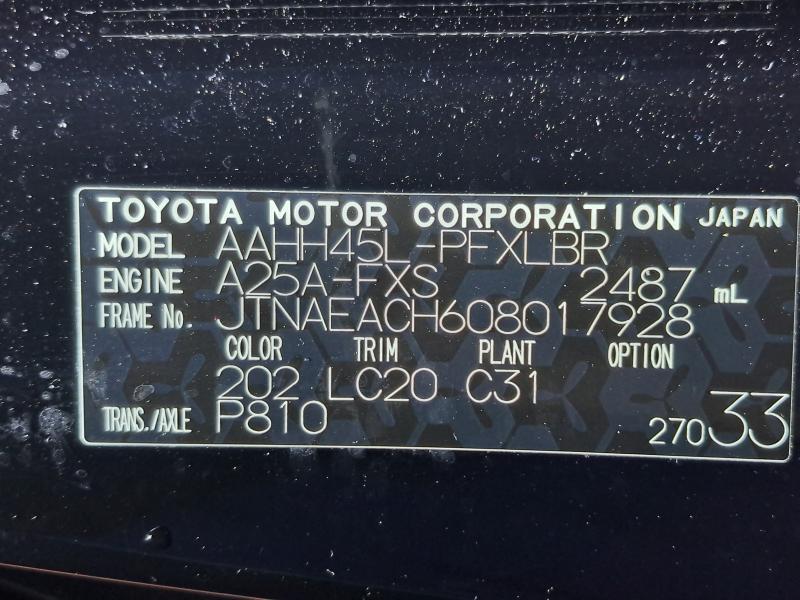 TOYOTA MOTOR CORPORATION JAPAN
MODEL AAHH45L-PFXLBR
ENGINE A25A-FXS 2487 mL
FRAME No. JTNAEACH608017928
COLOR TRIM PLANT OPTION
202 LC20 C31
TRANS./AXLE P810 27033